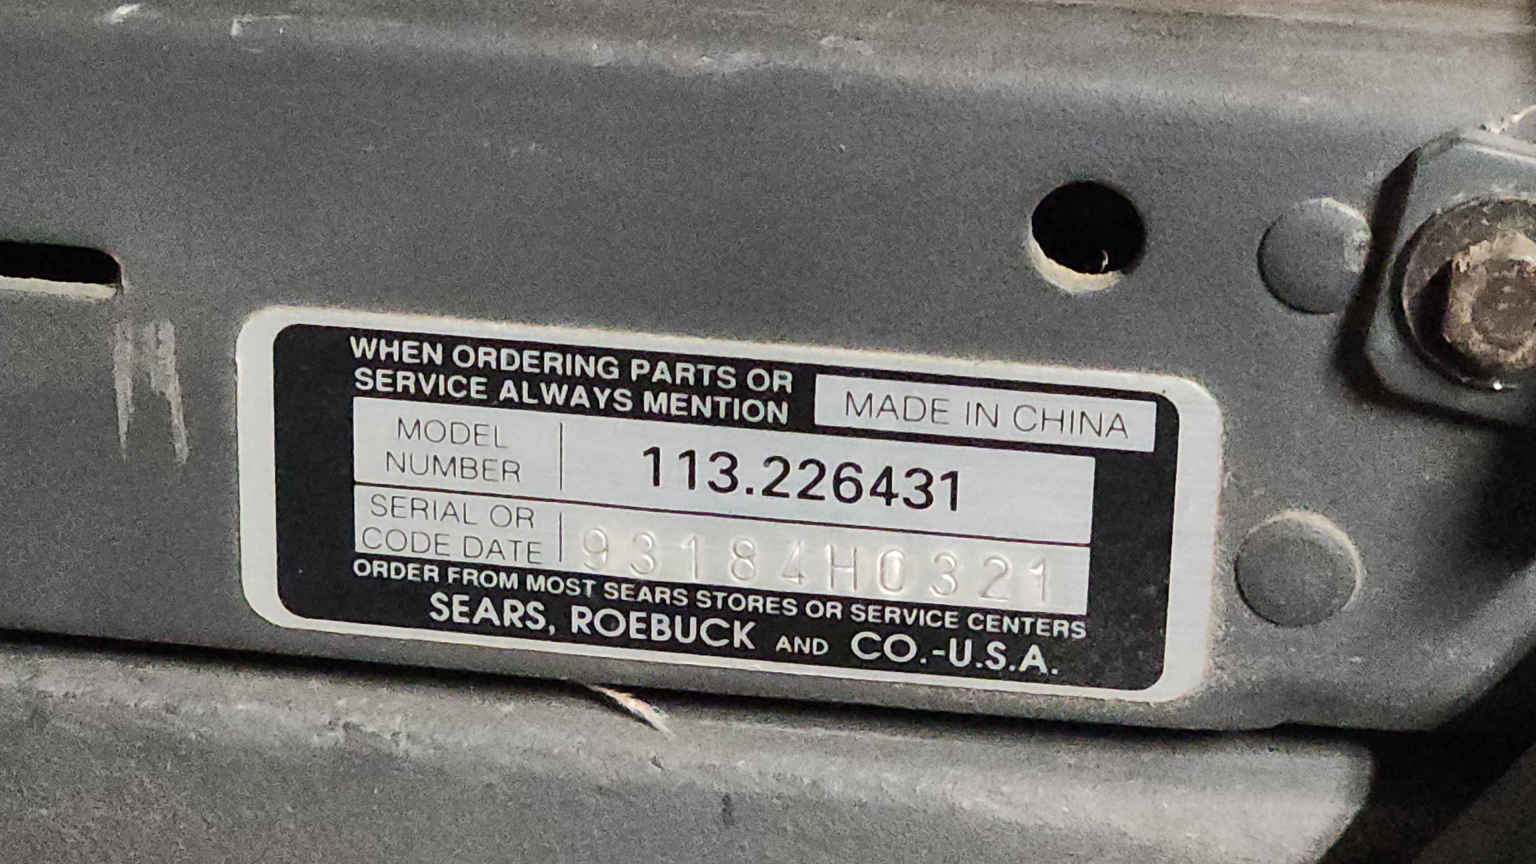 WHEN ORDERING PARTS OR
SERVICE ALWAYS MENTION
MADE IN CHINA
MODEL
NUMBER
113.226431
SERIAL OR
CODE DATE
93184H0321
ORDER FROM MOST SEARS STORES OR SERVICE CENTERS
SEARS, ROEBUCK AND CO.-U.S.A.